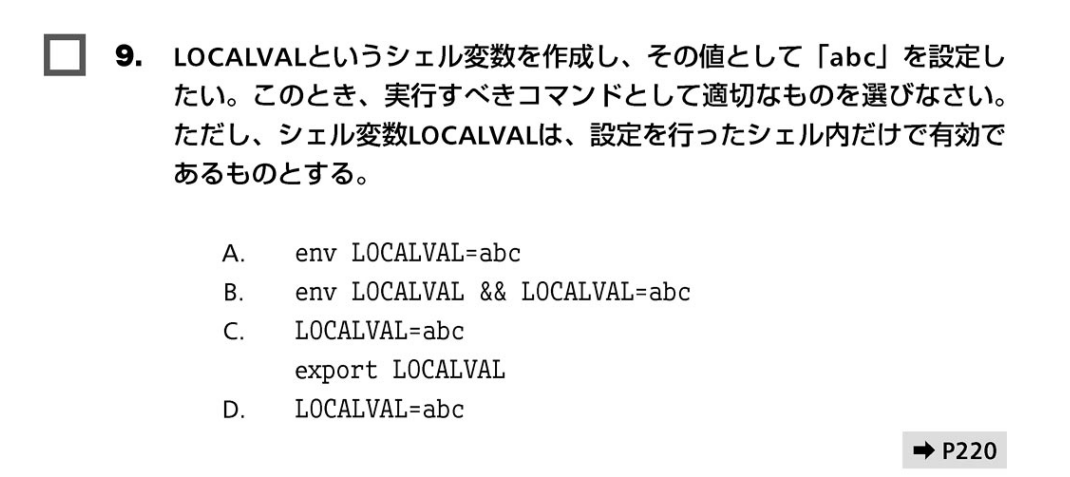 9. LOCALVALというシェル変数を作成し、その値として「abc」を設定し
たい。このとき、実行すべきコマンドとして適切なものを選びなさい。
ただし、シェル変数LOCALVALは、設定を行ったシェル内だけで有効で
あるものとする。
A. env LOCALVAL=abc
B. env LOCALVAL && LOCALVAL=abc
C. LOCALVAL=abc
export LOCALVAL
D. LOCALVAL=abc
➡ P220